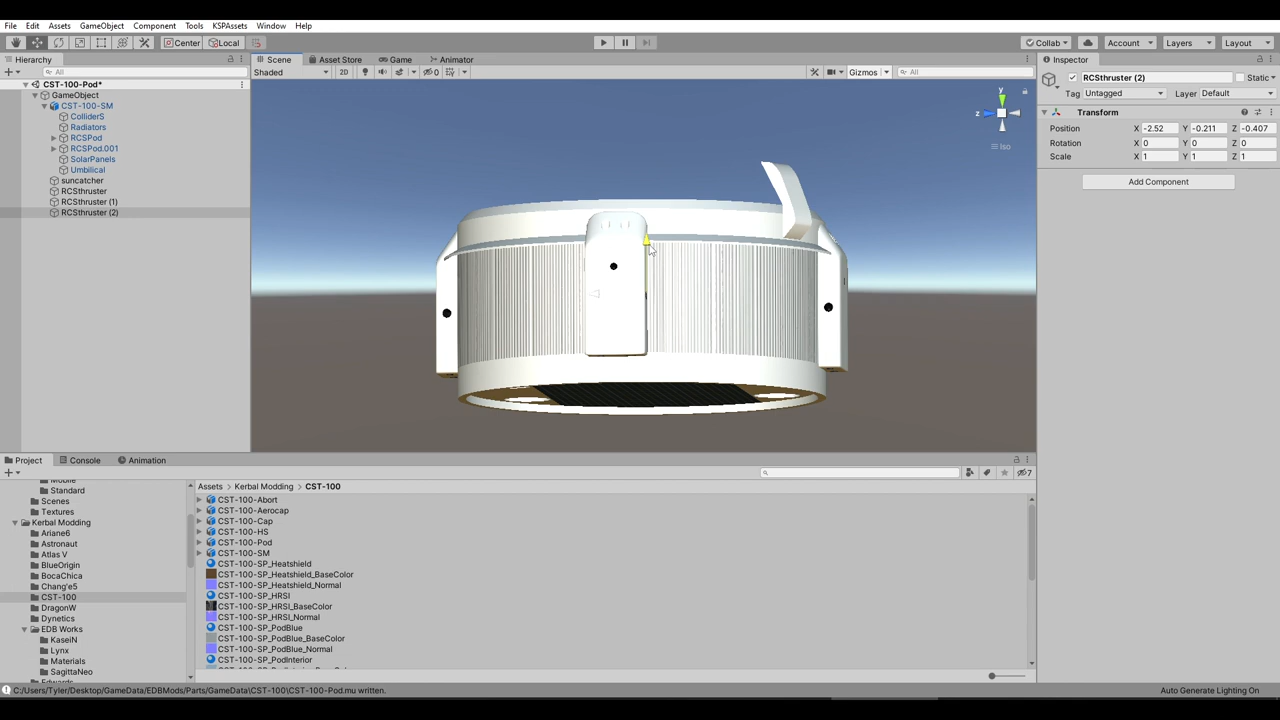 File Edit Assets GameObject Component Tools KSPAssets Window Help
Center Local Collab Account Layers Layout
Hierarchy Scene Asset Store Game Animator Inspector
All Shaded 2D 0 Gizmos All RCSthruster (2) Static
CST-100-Pod*
Tag Untagged Layer Default
GameObject
CST-100-SM
ColliderS
Radiators
RCSPod
RCSPod.001
SolarPanels
Umbilical
suncatcher
RCSthruster
RCSthruster (1)
RCSthruster (2)
y
z
Iso
Transform
Position X -2.52 Y -0.211 Z -0.407
Rotation X 0 Y 0 Z 0
Scale X 1 Y 1 Z 1
Add Component
Project Console Animation
7
Mobile
Standard
Scenes
Textures
Kerbal Modding
Ariane6
Astronaut
Atlas V
BlueOrigin
BocaChica
Chang'e5
CST-100
DragonW
Dynetics
EDB Works
KaseiN
Lynx
Materials
SagittaNeo
Edwards
Assets Kerbal Modding CST-100
CST-100-Abort
CST-100-Aerocap
CST-100-Cap
CST-100-HS
CST-100-Pod
CST-100-SM
CST-100-SP_Heatshield
CST-100-SP_Heatshield_BaseColor
CST-100-SP_Heatshield_Normal
CST-100-SP_HRSI
CST-100-SP_HRSI_BaseColor
CST-100-SP_HRSI_Normal
CST-100-SP_PodBlue
CST-100-SP_PodBlue_BaseColor
CST-100-SP_PodBlue_Normal
CST-100-SP_PodInterior
C:/Users/Tyler/Desktop/GameData/EDBMods/Parts/GameData\CST-100\CST-100-Pod.mu written.
Auto Generate Lighting On